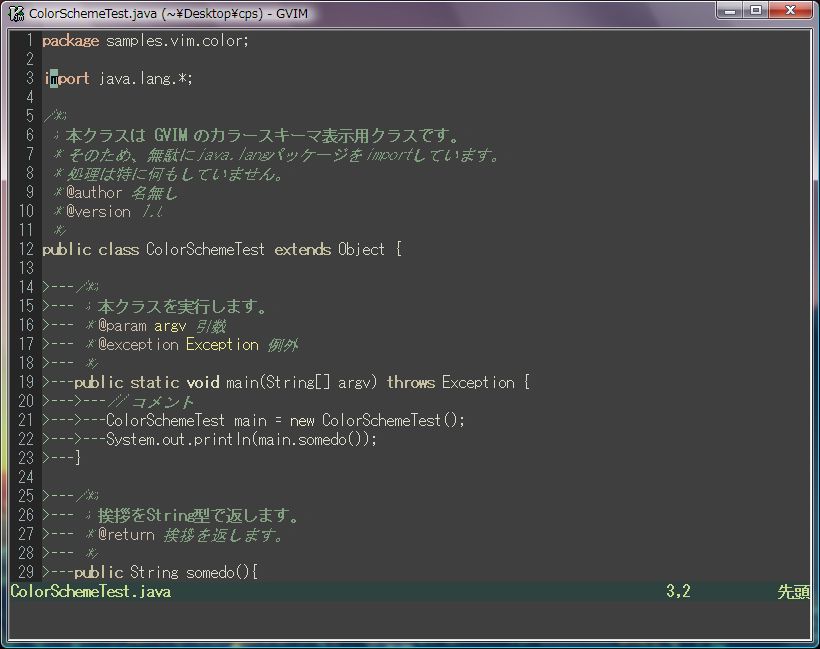 ColorSchemeTest.java (~¥Desktop¥cps) - GVIM
1 package samples.vim.color;
2
3 import java.lang.*;
4
5 /**
6  * 本クラスは GVIM のカラースキーマ表示用クラスです。
7  * そのため、無駄にjava.langパッケージをimportしています。
8  * 処理は特に何もしていません。
9  * @author 名無し
10  * @version 1.0
11  */
12 public class ColorSchemeTest extends Object {
13
14 >---/**
15 >--- * 本クラスを実行します。
16 >--- * @param argv 引数
17 >--- * @exception Exception 例外
18 >--- */
19 >---public static void main(String[] argv) throws Exception {
20 >--->---// コメント
21 >--->---ColorSchemeTest main = new ColorSchemeTest();
22 >--->---System.out.println(main.somedo());
23 >---}
24
25 >---/**
26 >--- * 挨拶をString型で返します。
27 >--- * @return 挨拶を返します。
28 >--- */
29 >---public String somedo(){
ColorSchemeTest.java 3,2 先頭